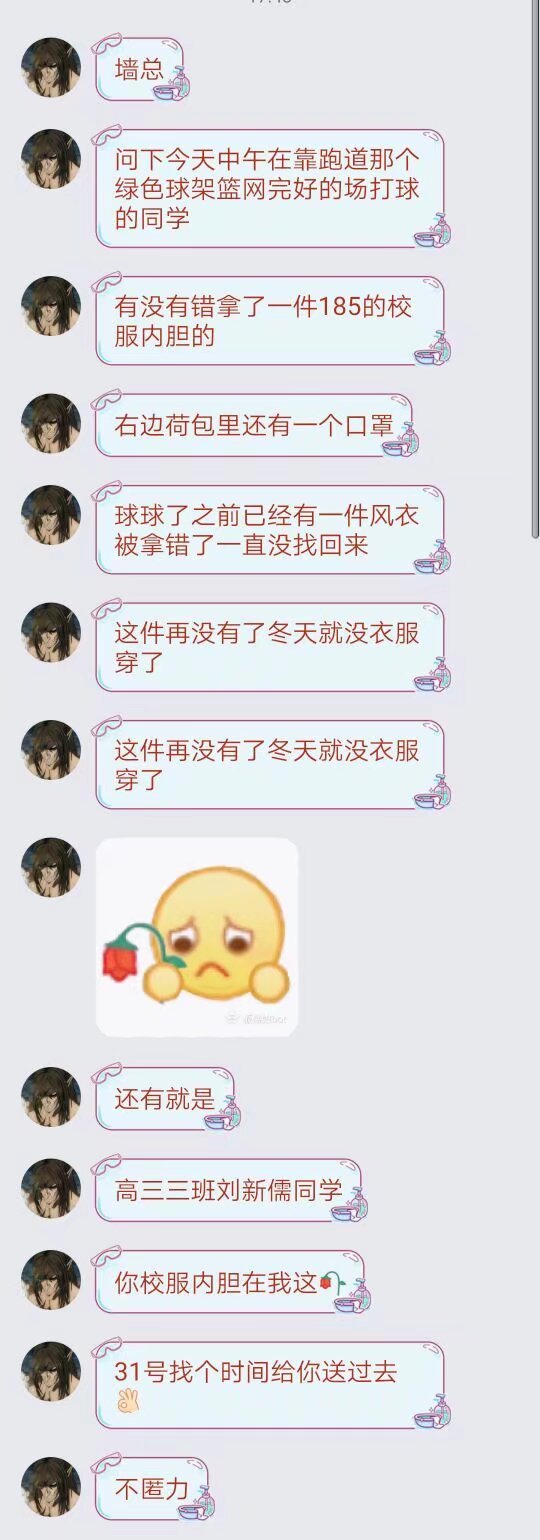 墙总
问下今天中午在靠跑道那个
绿色球架篮网完好的场打球
的同学
有没有错拿了一件185的校
服内胆的
右边荷包里还有一个口罩
球球了之前已经有一件风衣
被拿错了一直没找回来
这件再没有了冬天就没衣服
穿了
这件再没有了冬天就没衣服
穿了
还有就是
高三三班刘新儒同学
你校服内胆在我这
31号找个时间给你送过去
不匿力